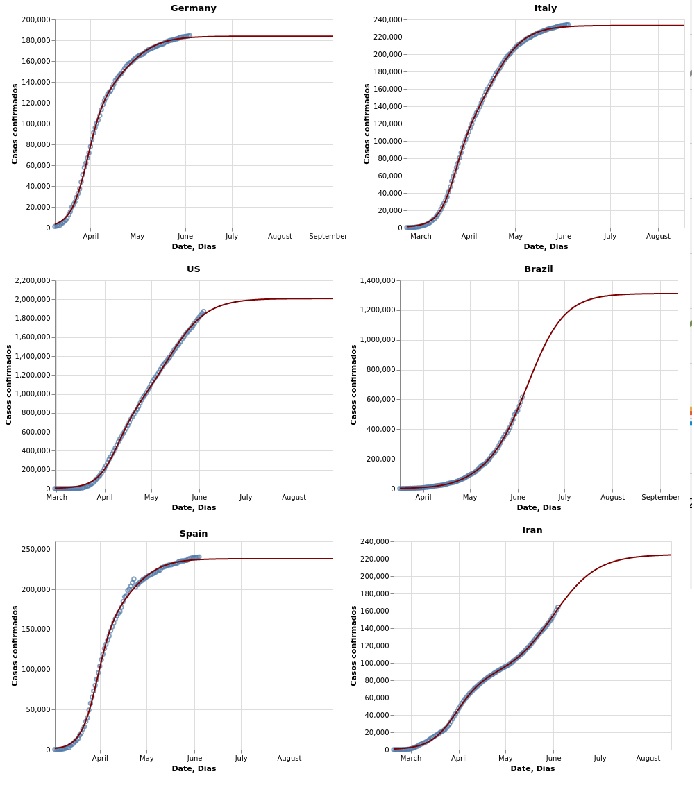 Germany
200,000
180,000
160,000
140,000
120,000
100,000
80,000
60,000
40,000
20,000
0
Casos confirmados
April May June July August September
Date, Dias
Italy
240,000
220,000
200,000
180,000
160,000
140,000
120,000
100,000
80,000
60,000
40,000
20,000
0
Casos confirmados
March April May June July August
Date, Dias
US
2,200,000
2,000,000
1,800,000
1,600,000
1,400,000
1,200,000
1,000,000
800,000
600,000
400,000
200,000
0
Casos confirmados
March April May June July August
Date, Dias
Brazil
1,400,000
1,200,000
1,000,000
800,000
600,000
400,000
200,000
0
Casos confirmados
April May June July August September
Date, Dias
Spain
250,000
200,000
150,000
100,000
50,000
0
Casos confirmados
April May June July August
Date, Dias
Iran
240,000
220,000
200,000
180,000
160,000
140,000
120,000
100,000
80,000
60,000
40,000
20,000
0
Casos confirmados
March April May June July August
Date, Dias